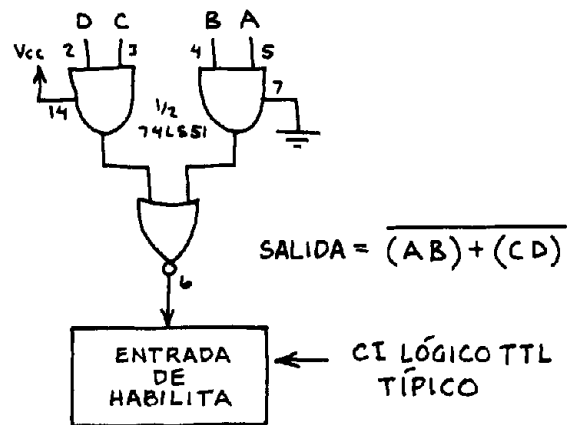 D C B A
Vcc 2 3 4 5
14 7
1/2
74LS51
SALIDA = (AB) + (CD)
6
ENTRADA
DE
HABILITA
CI LÓGICO TTL
TÍPICO